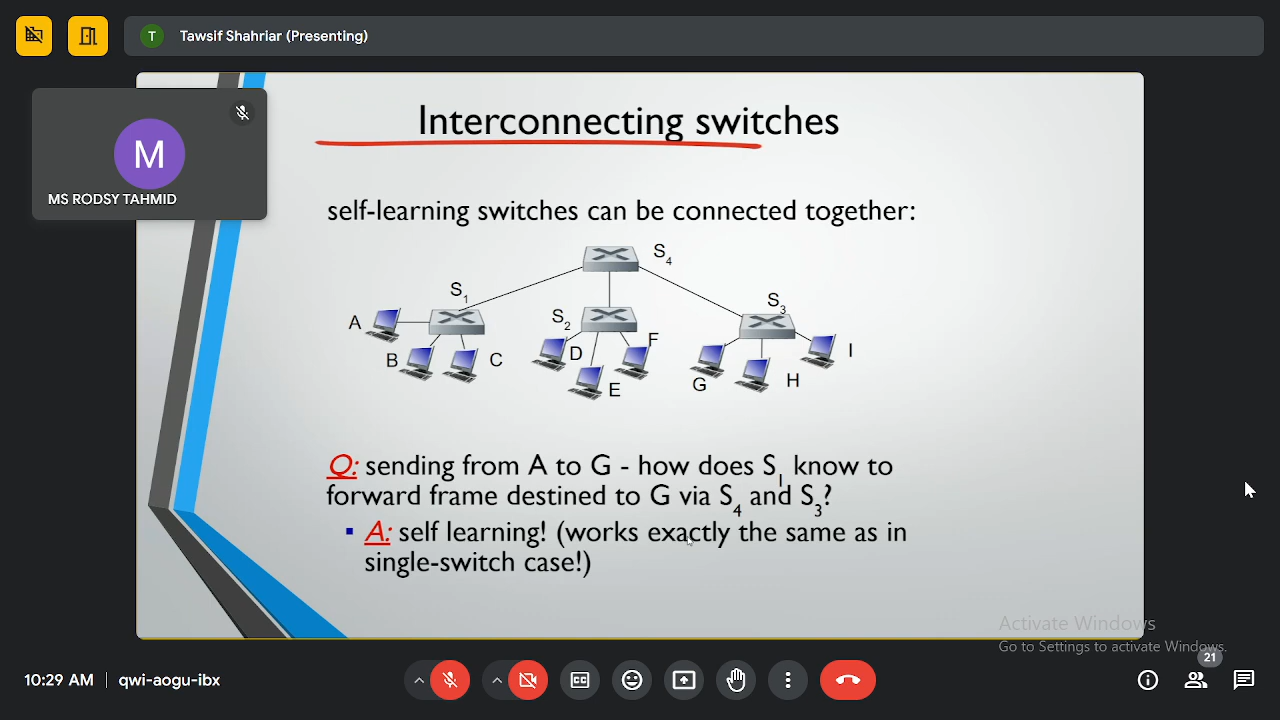 T Tawsif Shahriar (Presenting)
M
MS RODSY TAHMID
Interconnecting switches
self-learning switches can be connected together:
S4
S1
S3
A
S2
F
I
B
C
D
E
G
H
Q: sending from A to G - how does S1 know to
forward frame destined to G via S4 and S3?
▪ A: self learning! (works exactly the same as in
single-switch case!)
Activate Windows
Go to Settings to activate Windows.
10:29 AM | qwi-aogu-ibx
21